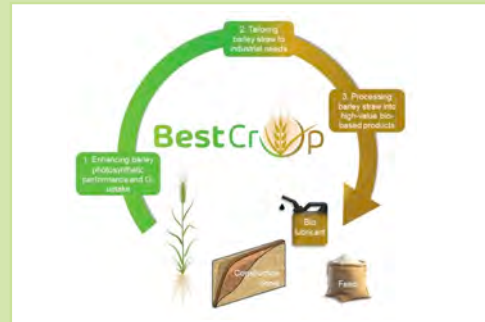 2. Tailoring
barley straw to
industrial needs
3. Processing
barley straw into
high-value bio-
based products
BestCrop
1. Enhancing barley
photosynthetic
performance and
uptake
Bio
lubricant
Construction
Feed